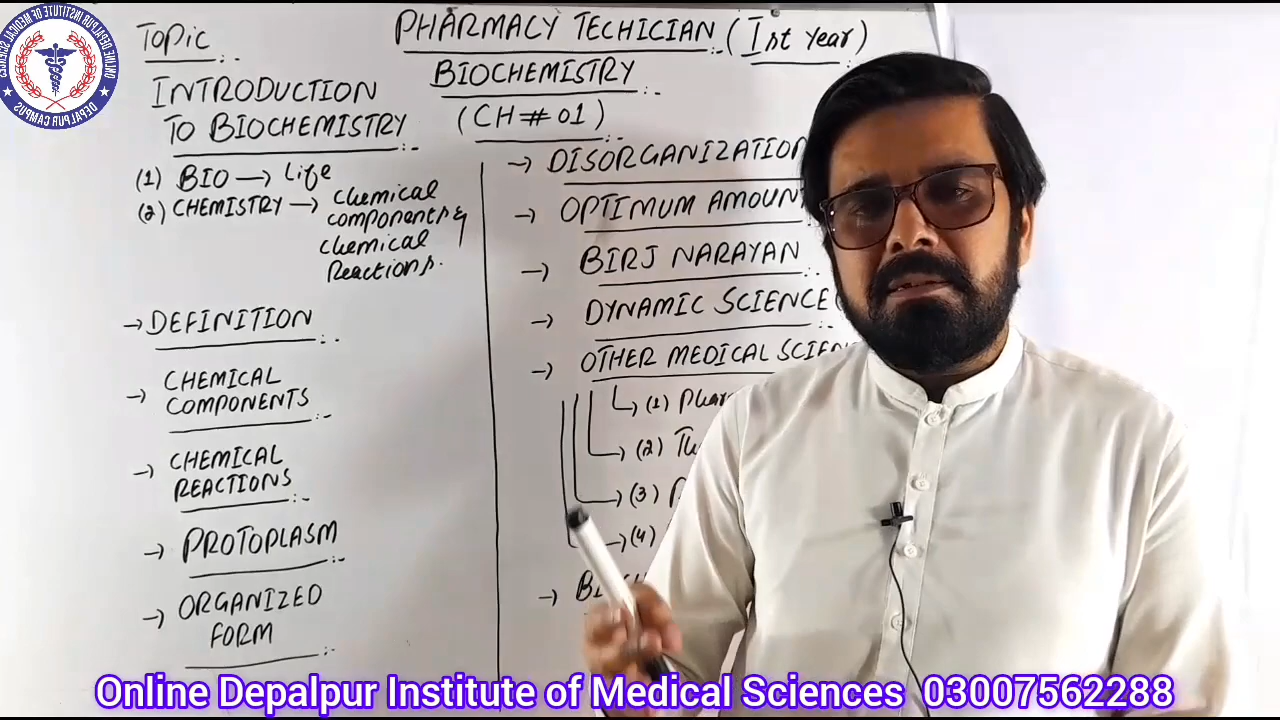 TOPIC :-
INTRODUCTION
TO BIOCHEMISTRY :-
(1) BIO → Life
(2) CHEMISTRY → chemical
components &
chemical
Reactions.
→ DEFINITION :-
→ CHEMICAL
COMPONENTS :-
→ CHEMICAL
REACTIONS :-
→ PROTOPLASM :-
→ ORGANIZED
FORM :-
PHARMACY TECHICIAN :- (Ist year)
BIOCHEMISTRY :-
(CH # 01)
→ DISORGANIZATION
→ OPTIMUM AMOUNT
→ BIRJ NARAYAN :-
→ DYNAMIC SCIENCE :-
→ OTHER MEDICAL
(1)
(2)
(3)
(4)
→
Online Depalpur Institute of Medical Sciences 03007562288
ONLINE DEPALPUR INSTITUTE OF MEDICAL SCIENCES
DEPALPUR CAMPUS